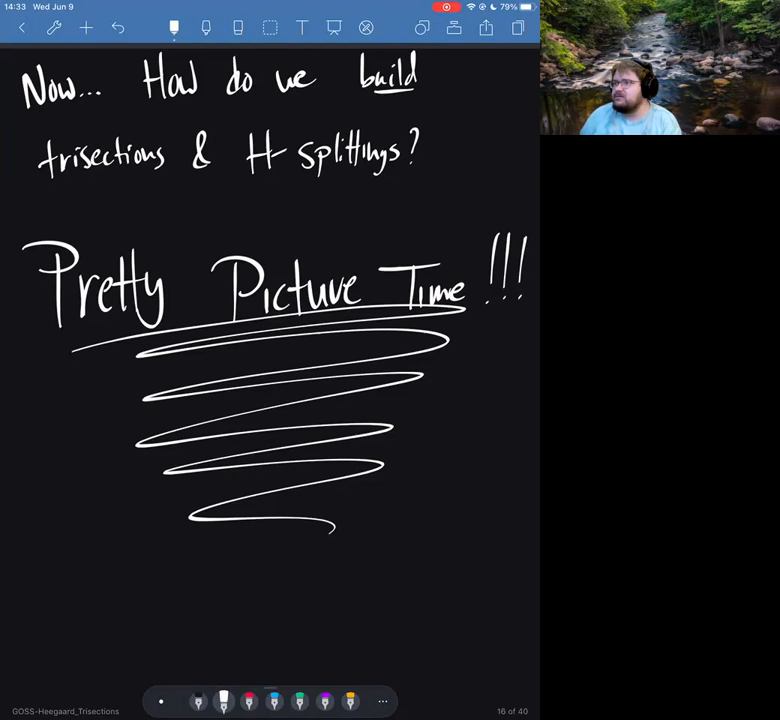 14:33 Wed Jun 9
79%
Now... How do we build
trisections & H-splittings?
Pretty Picture Time!!!
GOSS-Heegaard_Trisections
16 of 40